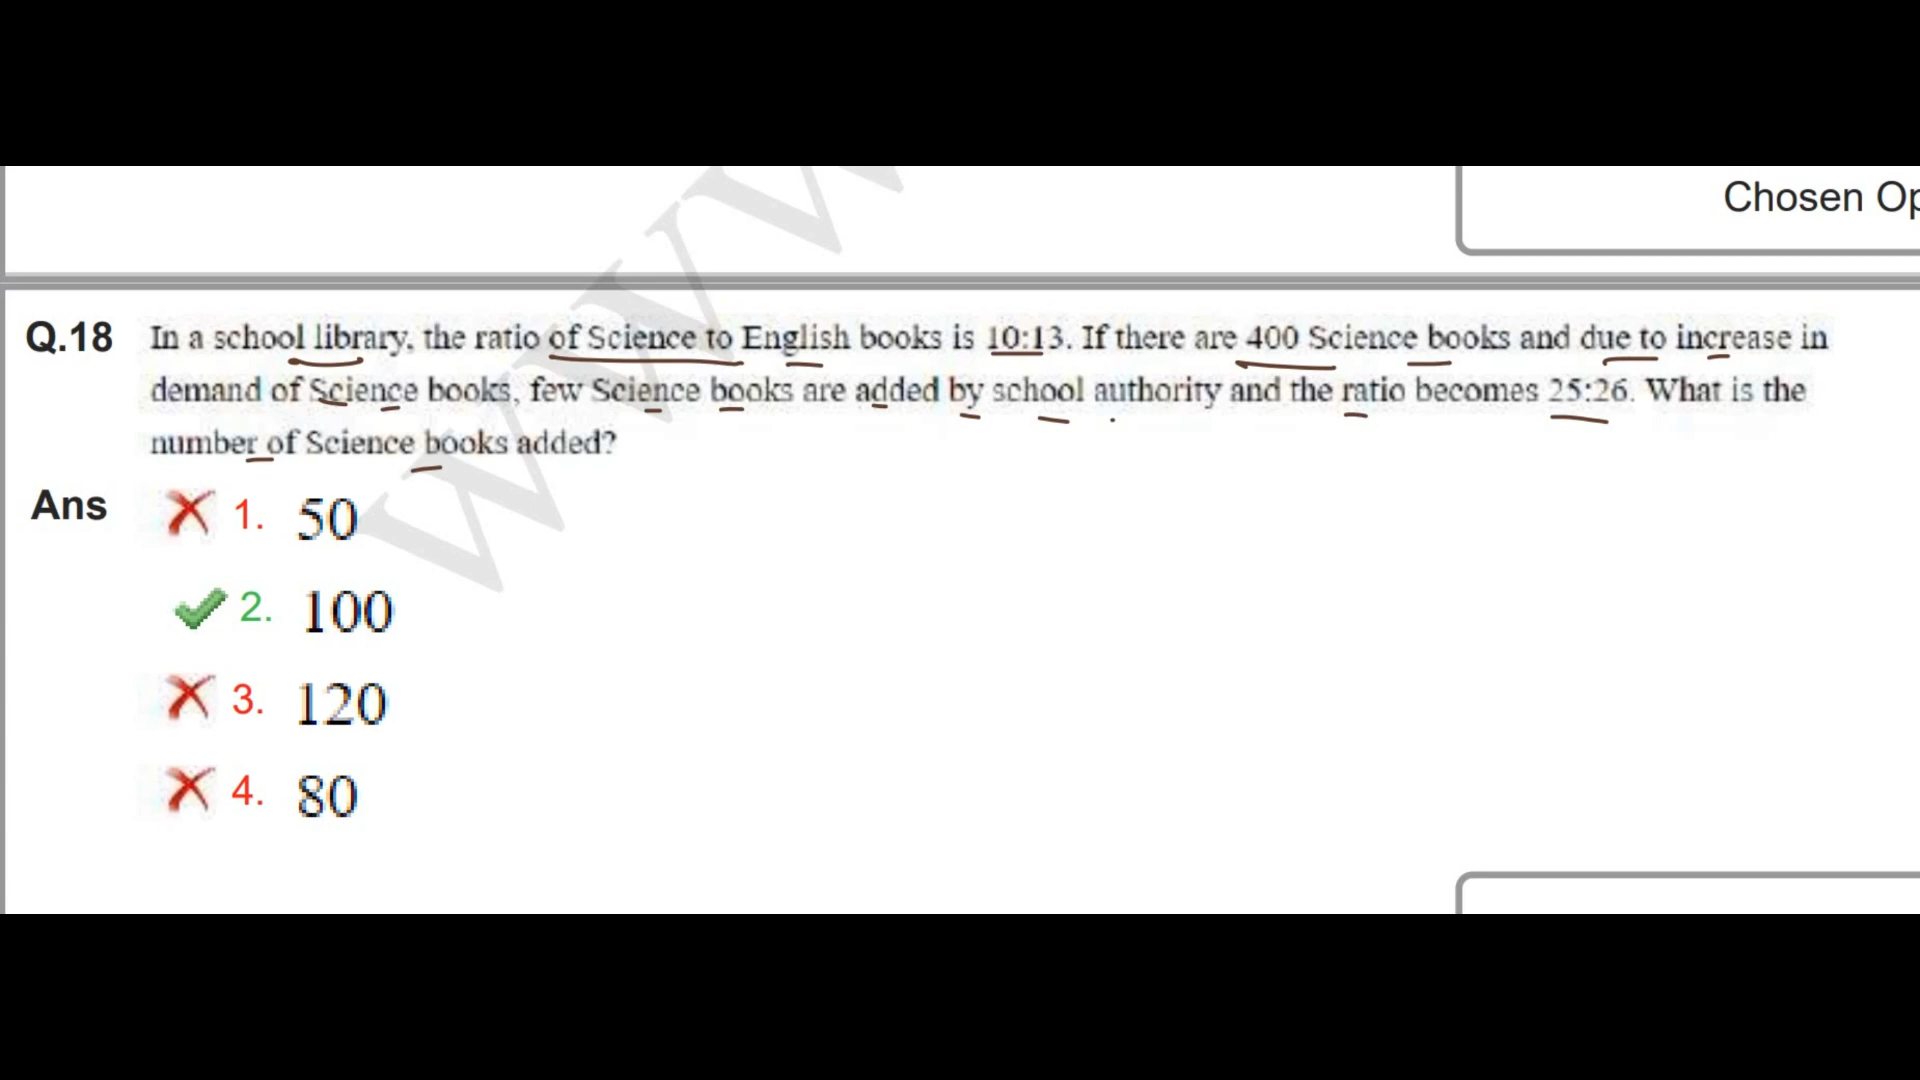 Chosen Op
Q.18 In a school library, the ratio of Science to English books is 10:13. If there are 400 Science books and due to increase in
demand of Science books, few Science books are added by school authority and the ratio becomes 25:26. What is the
number of Science books added?
Ans 1. 50
2. 100
3. 120
4. 80
www